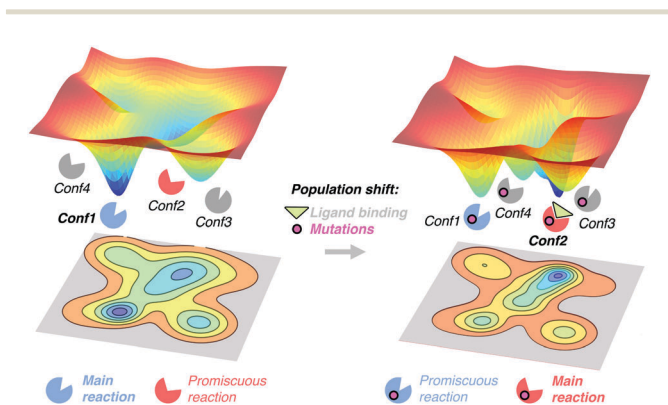 Conf4
Conf2
Conf1
Conf3
Population shift:
Ligand binding
Mutations
Conf1
Conf4
Conf3
Conf2
Main
reaction
Promiscuous
reaction
Promiscuous
reaction
Main
reaction